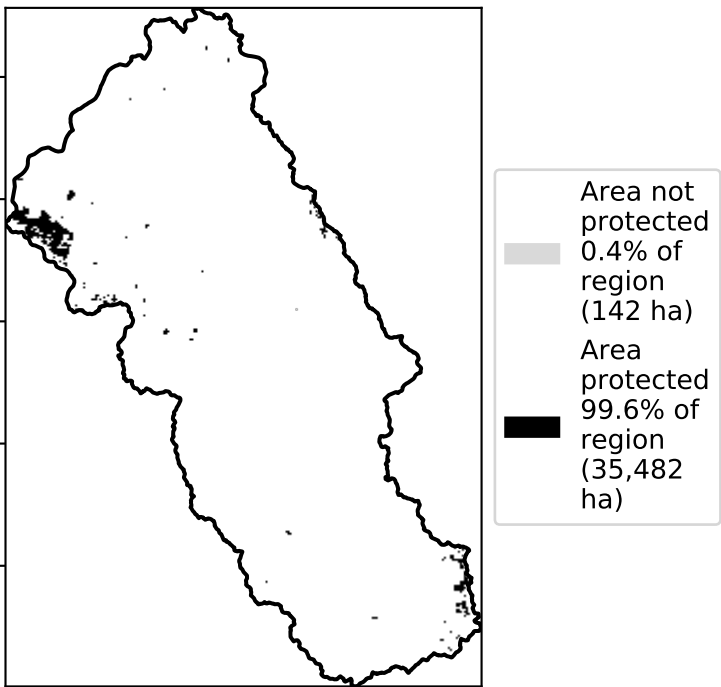 Area not
protected
0.4% of
region
(142 ha)
Area
protected
99.6% of
region
(35,482
ha)